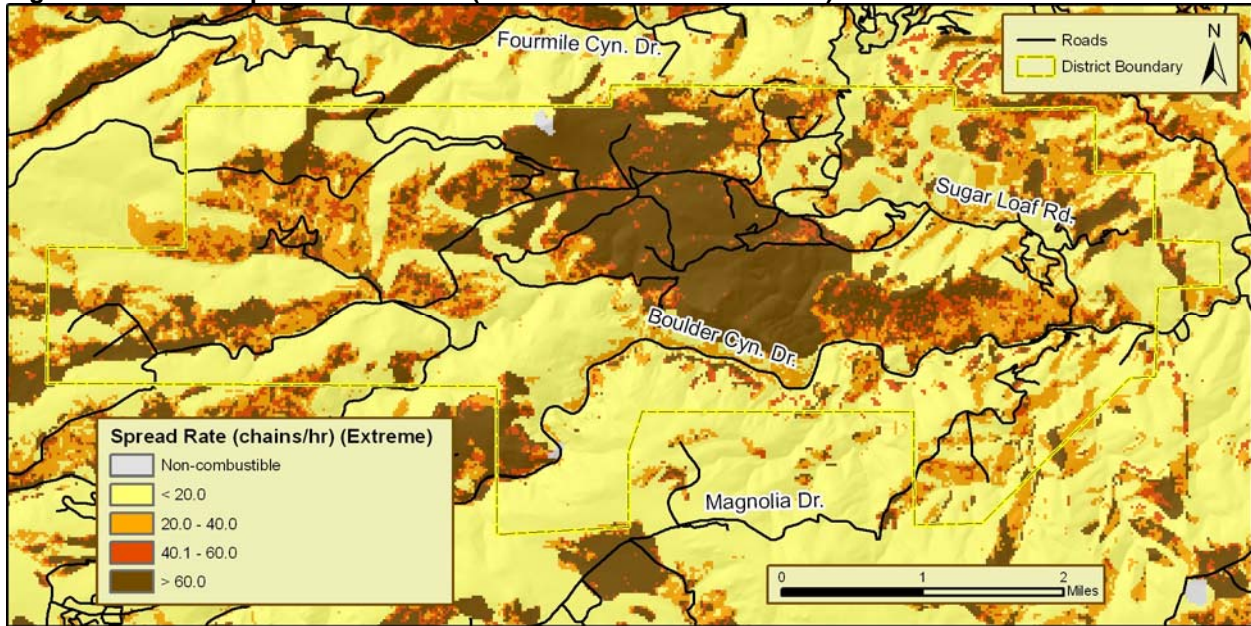 Fourmile Cyn. Dr.
Roads
District Boundary
N
Sugar Loaf Rd.
Boulder Cyn. Dr.
Magnolia Dr.
Spread Rate (chains/hr) (Extreme)
Non-combustible
< 20.0
20.0 - 40.0
40.1 - 60.0
> 60.0
0 1 2
Miles